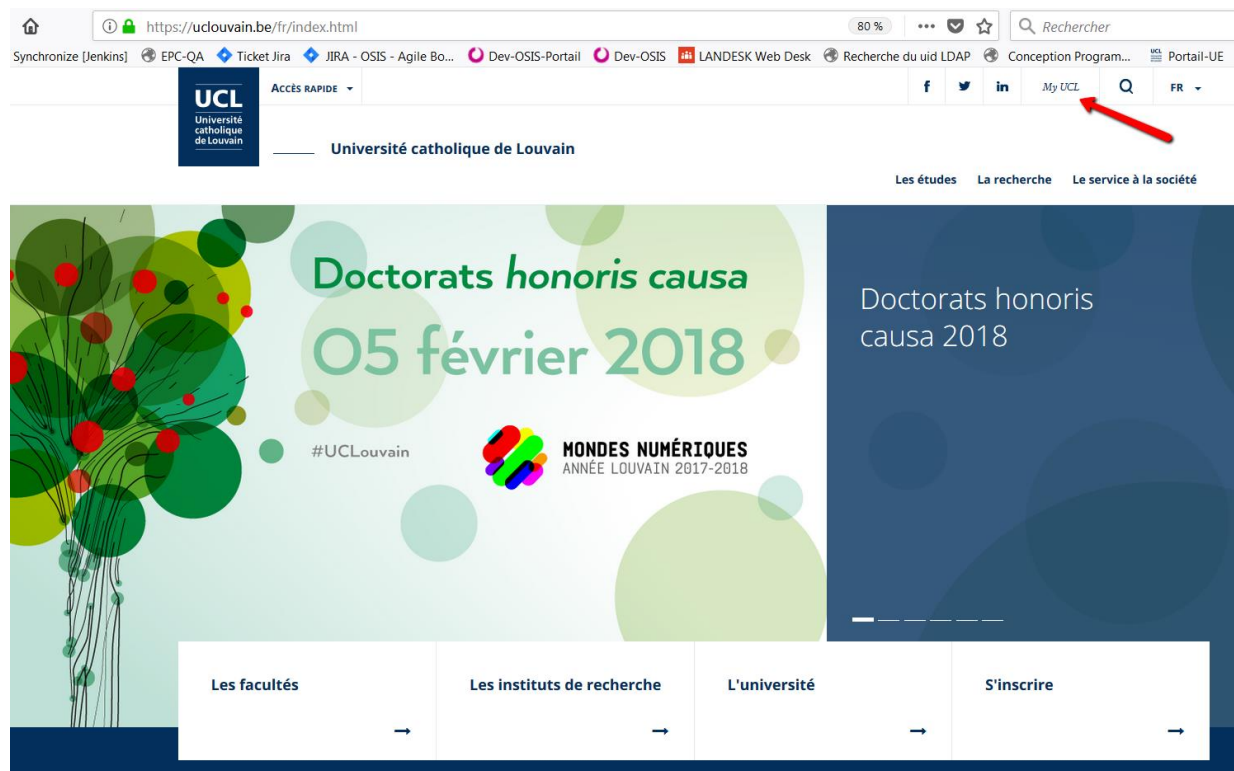 https://uclouvain.be/fr/index.html
80 %
Rechercher
Synchronize [Jenkins] EPC-QA Ticket Jira JIRA - OSIS - Agile Bo... Dev-OSIS-Portail Dev-OSIS LANDESK Web Desk Recherche du uid LDAP Conception Program... Portail-UE
UCL
Université
catholique
de Louvain
Accès rapide
f in My UCL FR
Université catholique de Louvain
Les études La recherche Le service à la société
Doctorats honoris causa
05 février 2018
#UCLouvain
MONDES NUMÉRIQUES
ANNÉE LOUVAIN 2017-2018
Doctorats honoris
causa 2018
Les facultés Les instituts de recherche L'université S'inscrire